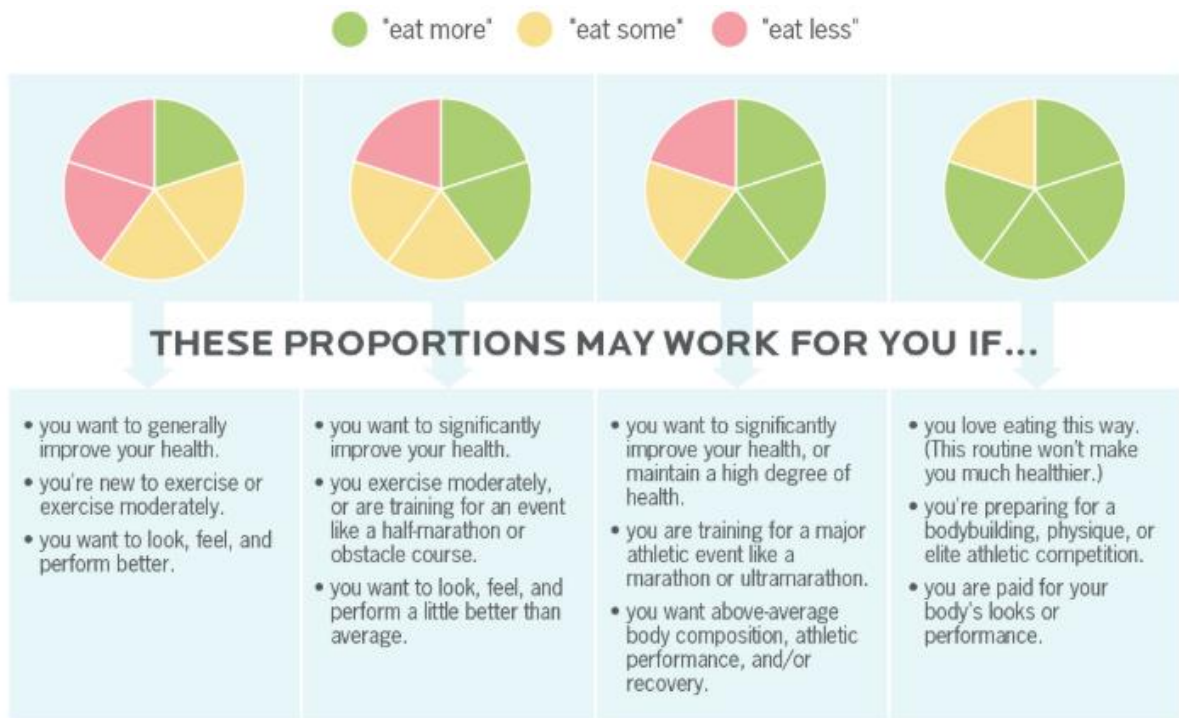 "eat more" "eat some" "eat less"
THESE PROPORTIONS MAY WORK FOR YOU IF...
• you want to generally
improve your health.
• you're new to exercise or
exercise moderately.
• you want to look, feel, and
perform better.
• you want to significantly
improve your health.
• you exercise moderately,
or are training for an event
like a half-marathon or
obstacle course.
• you want to look, feel, and
perform a little better than
average.
• you want to significantly
improve your health, or
maintain a high degree of
health.
• you are training for a major
athletic event like a
marathon or ultramarathon.
• you want above-average
body composition, athletic
performance, and/or
recovery.
• you love eating this way.
(This routine won't make
you much healthier.)
• you're preparing for a
bodybuilding, physique, or
elite athletic competition.
• you are paid for your
body's looks or
performance.